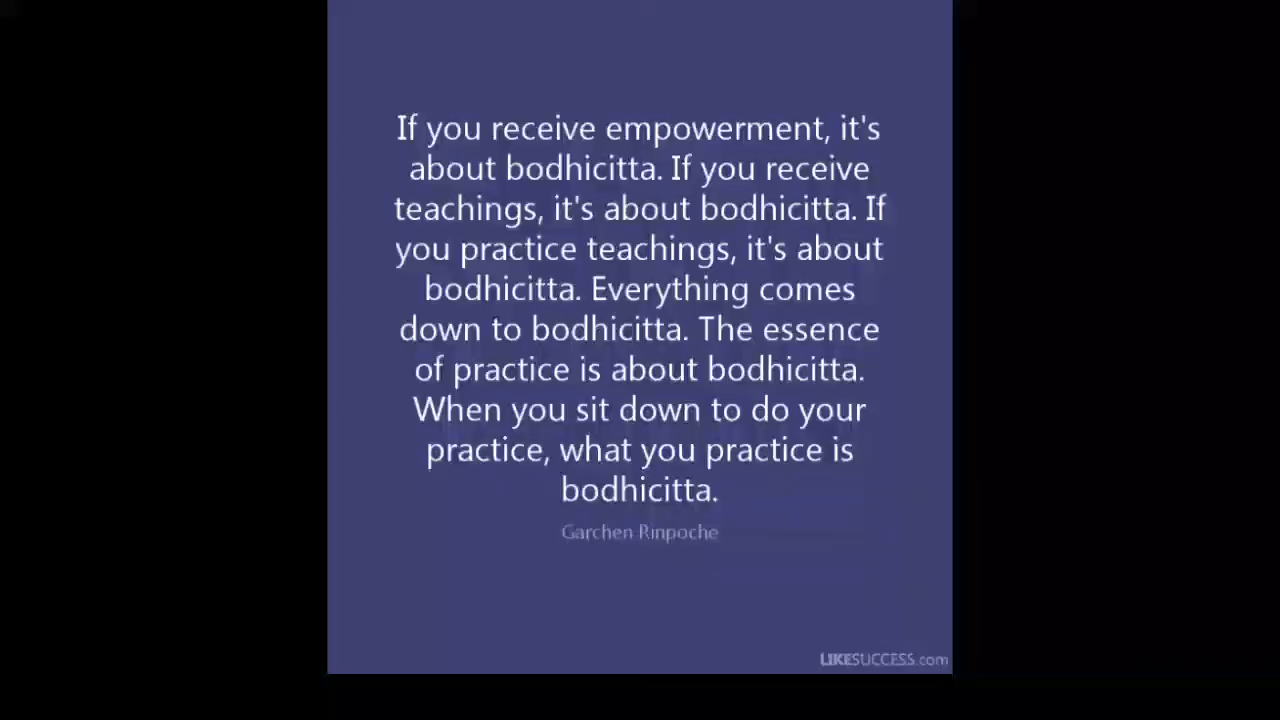 If you receive empowerment, it's
about bodhicitta. If you receive
teachings, it's about bodhicitta. If
you practice teachings, it's about
bodhicitta. Everything comes
down to bodhicitta. The essence
of practice is about bodhicitta.
When you sit down to do your
practice, what you practice is
bodhicitta.
Garchen Rinpoche
LIKESUCCESS.com